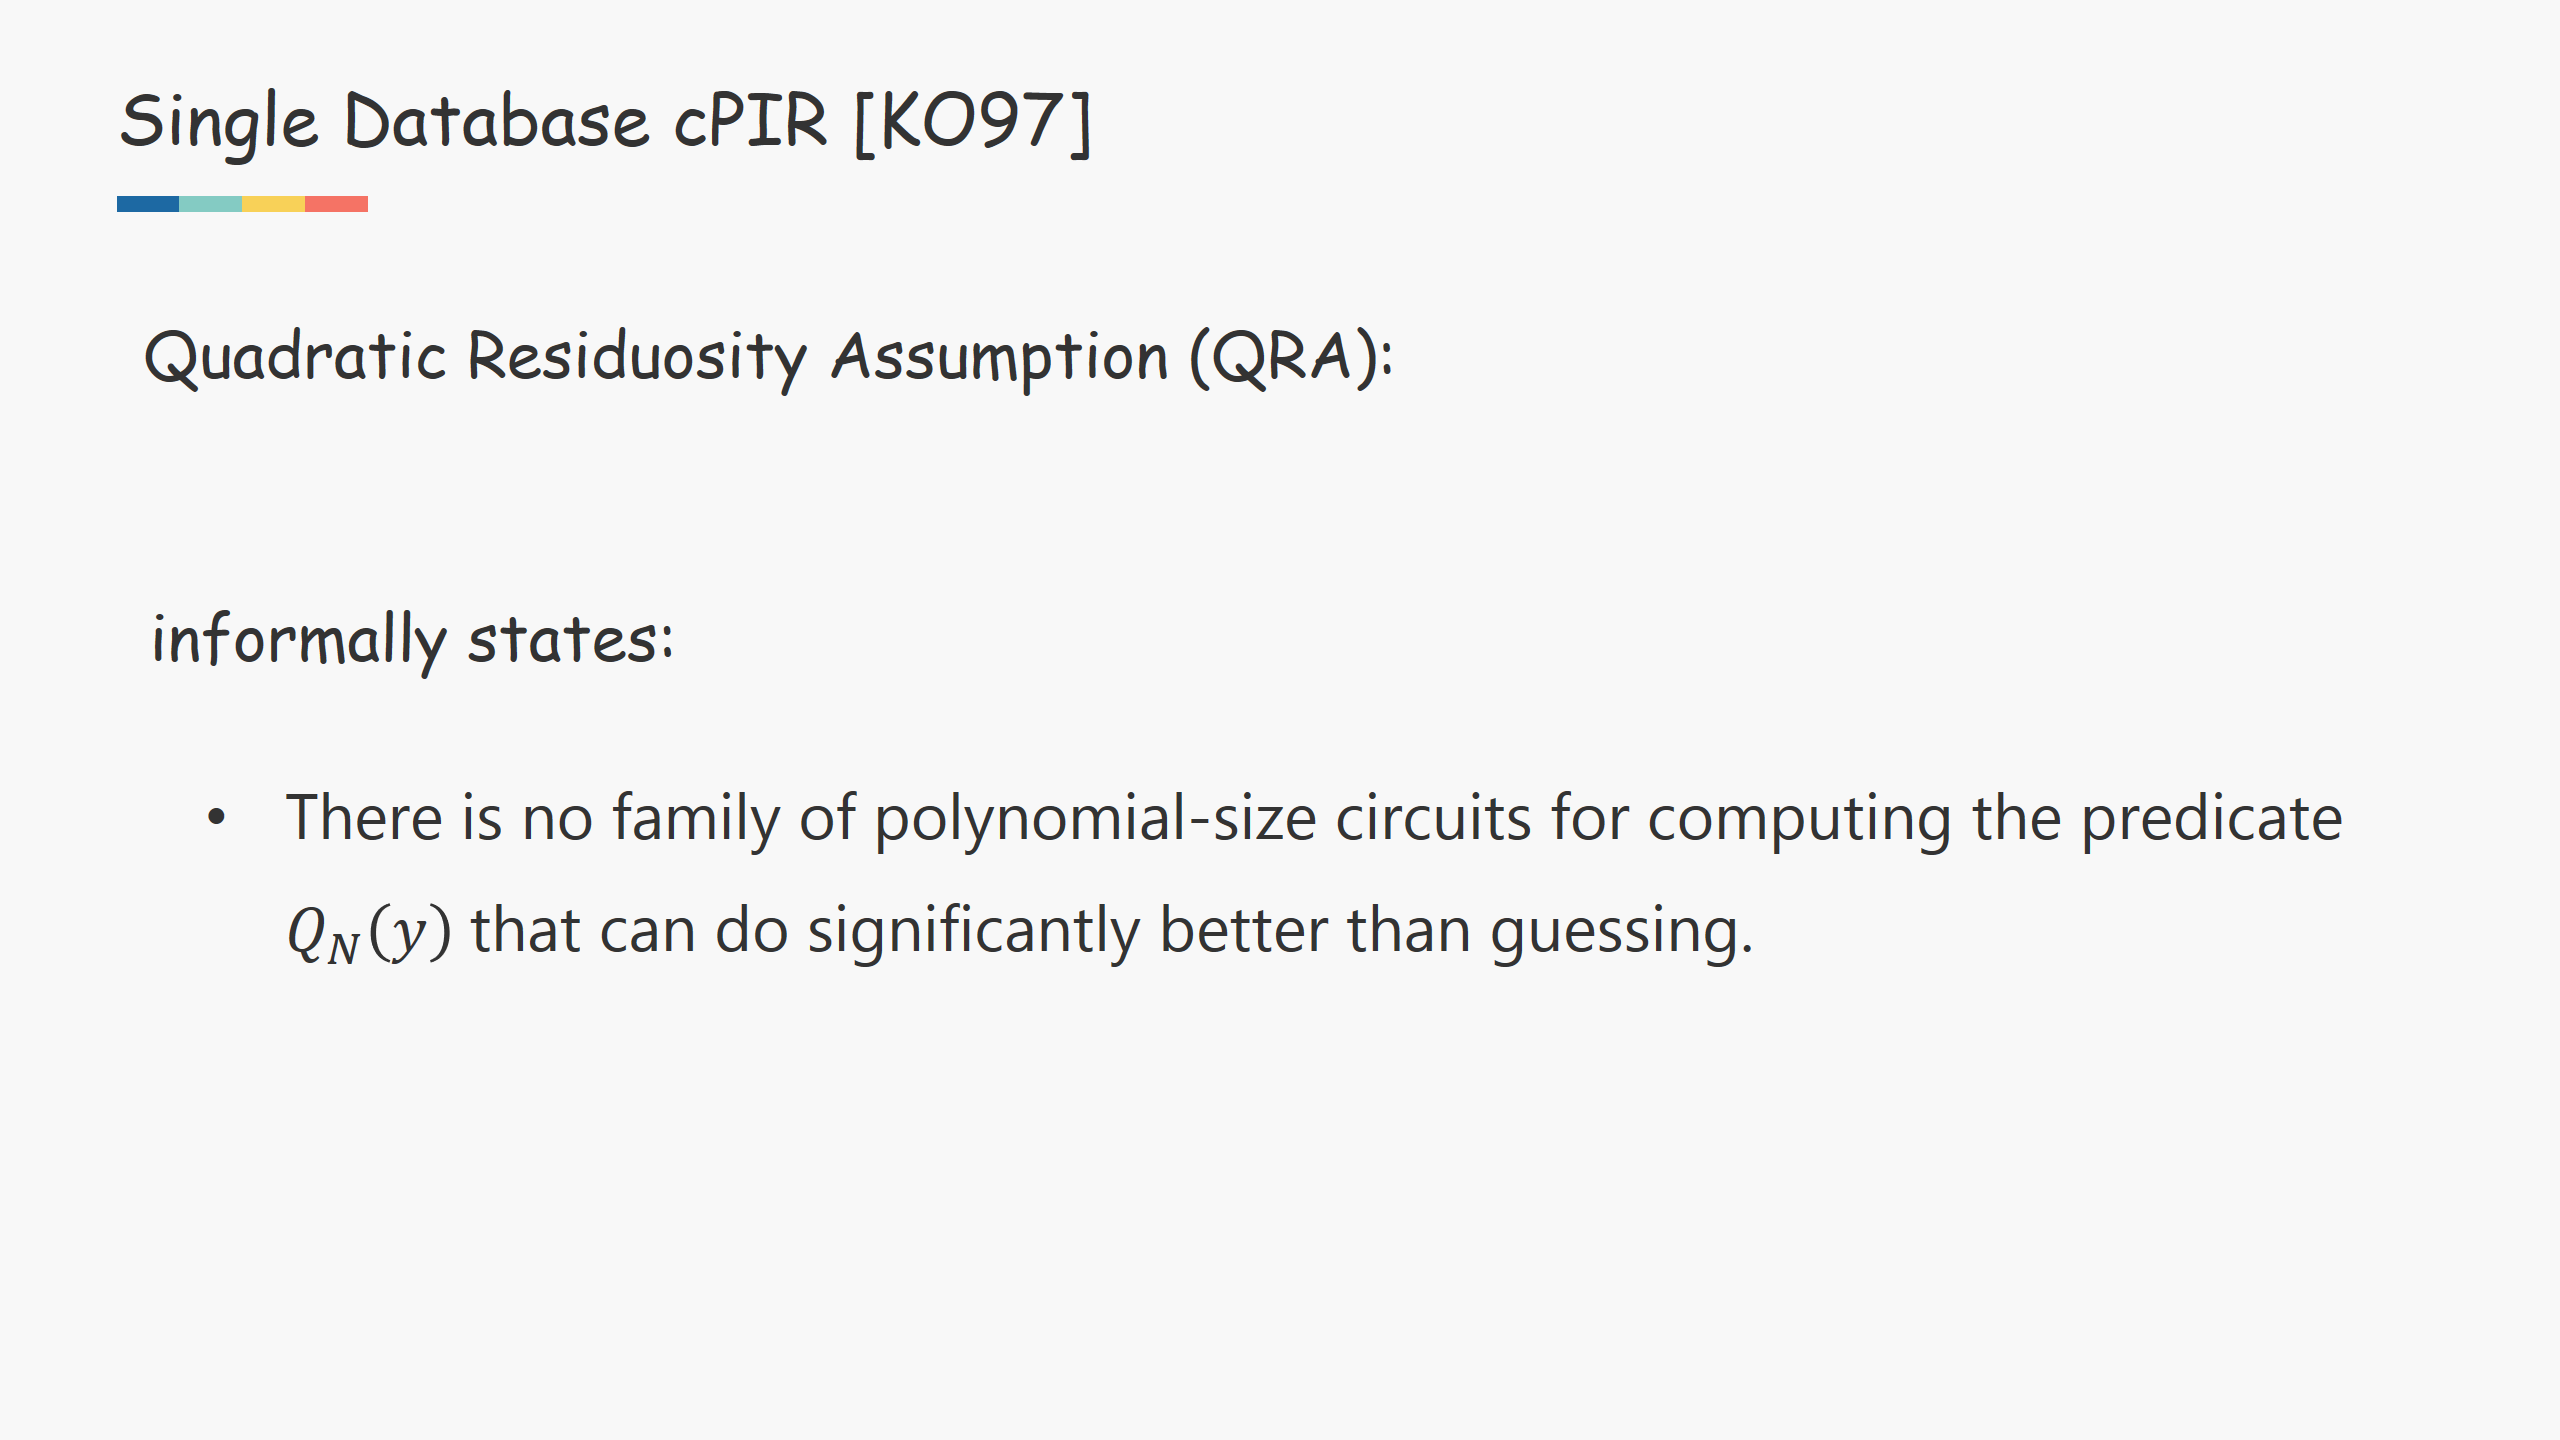 Single Database cPIR [KO97]
Quadratic Residuosity Assumption (QRA):
informally states:
• There is no family of polynomial-size circuits for computing the predicate
𝑄𝑁(𝑦) that can do significantly better than guessing.